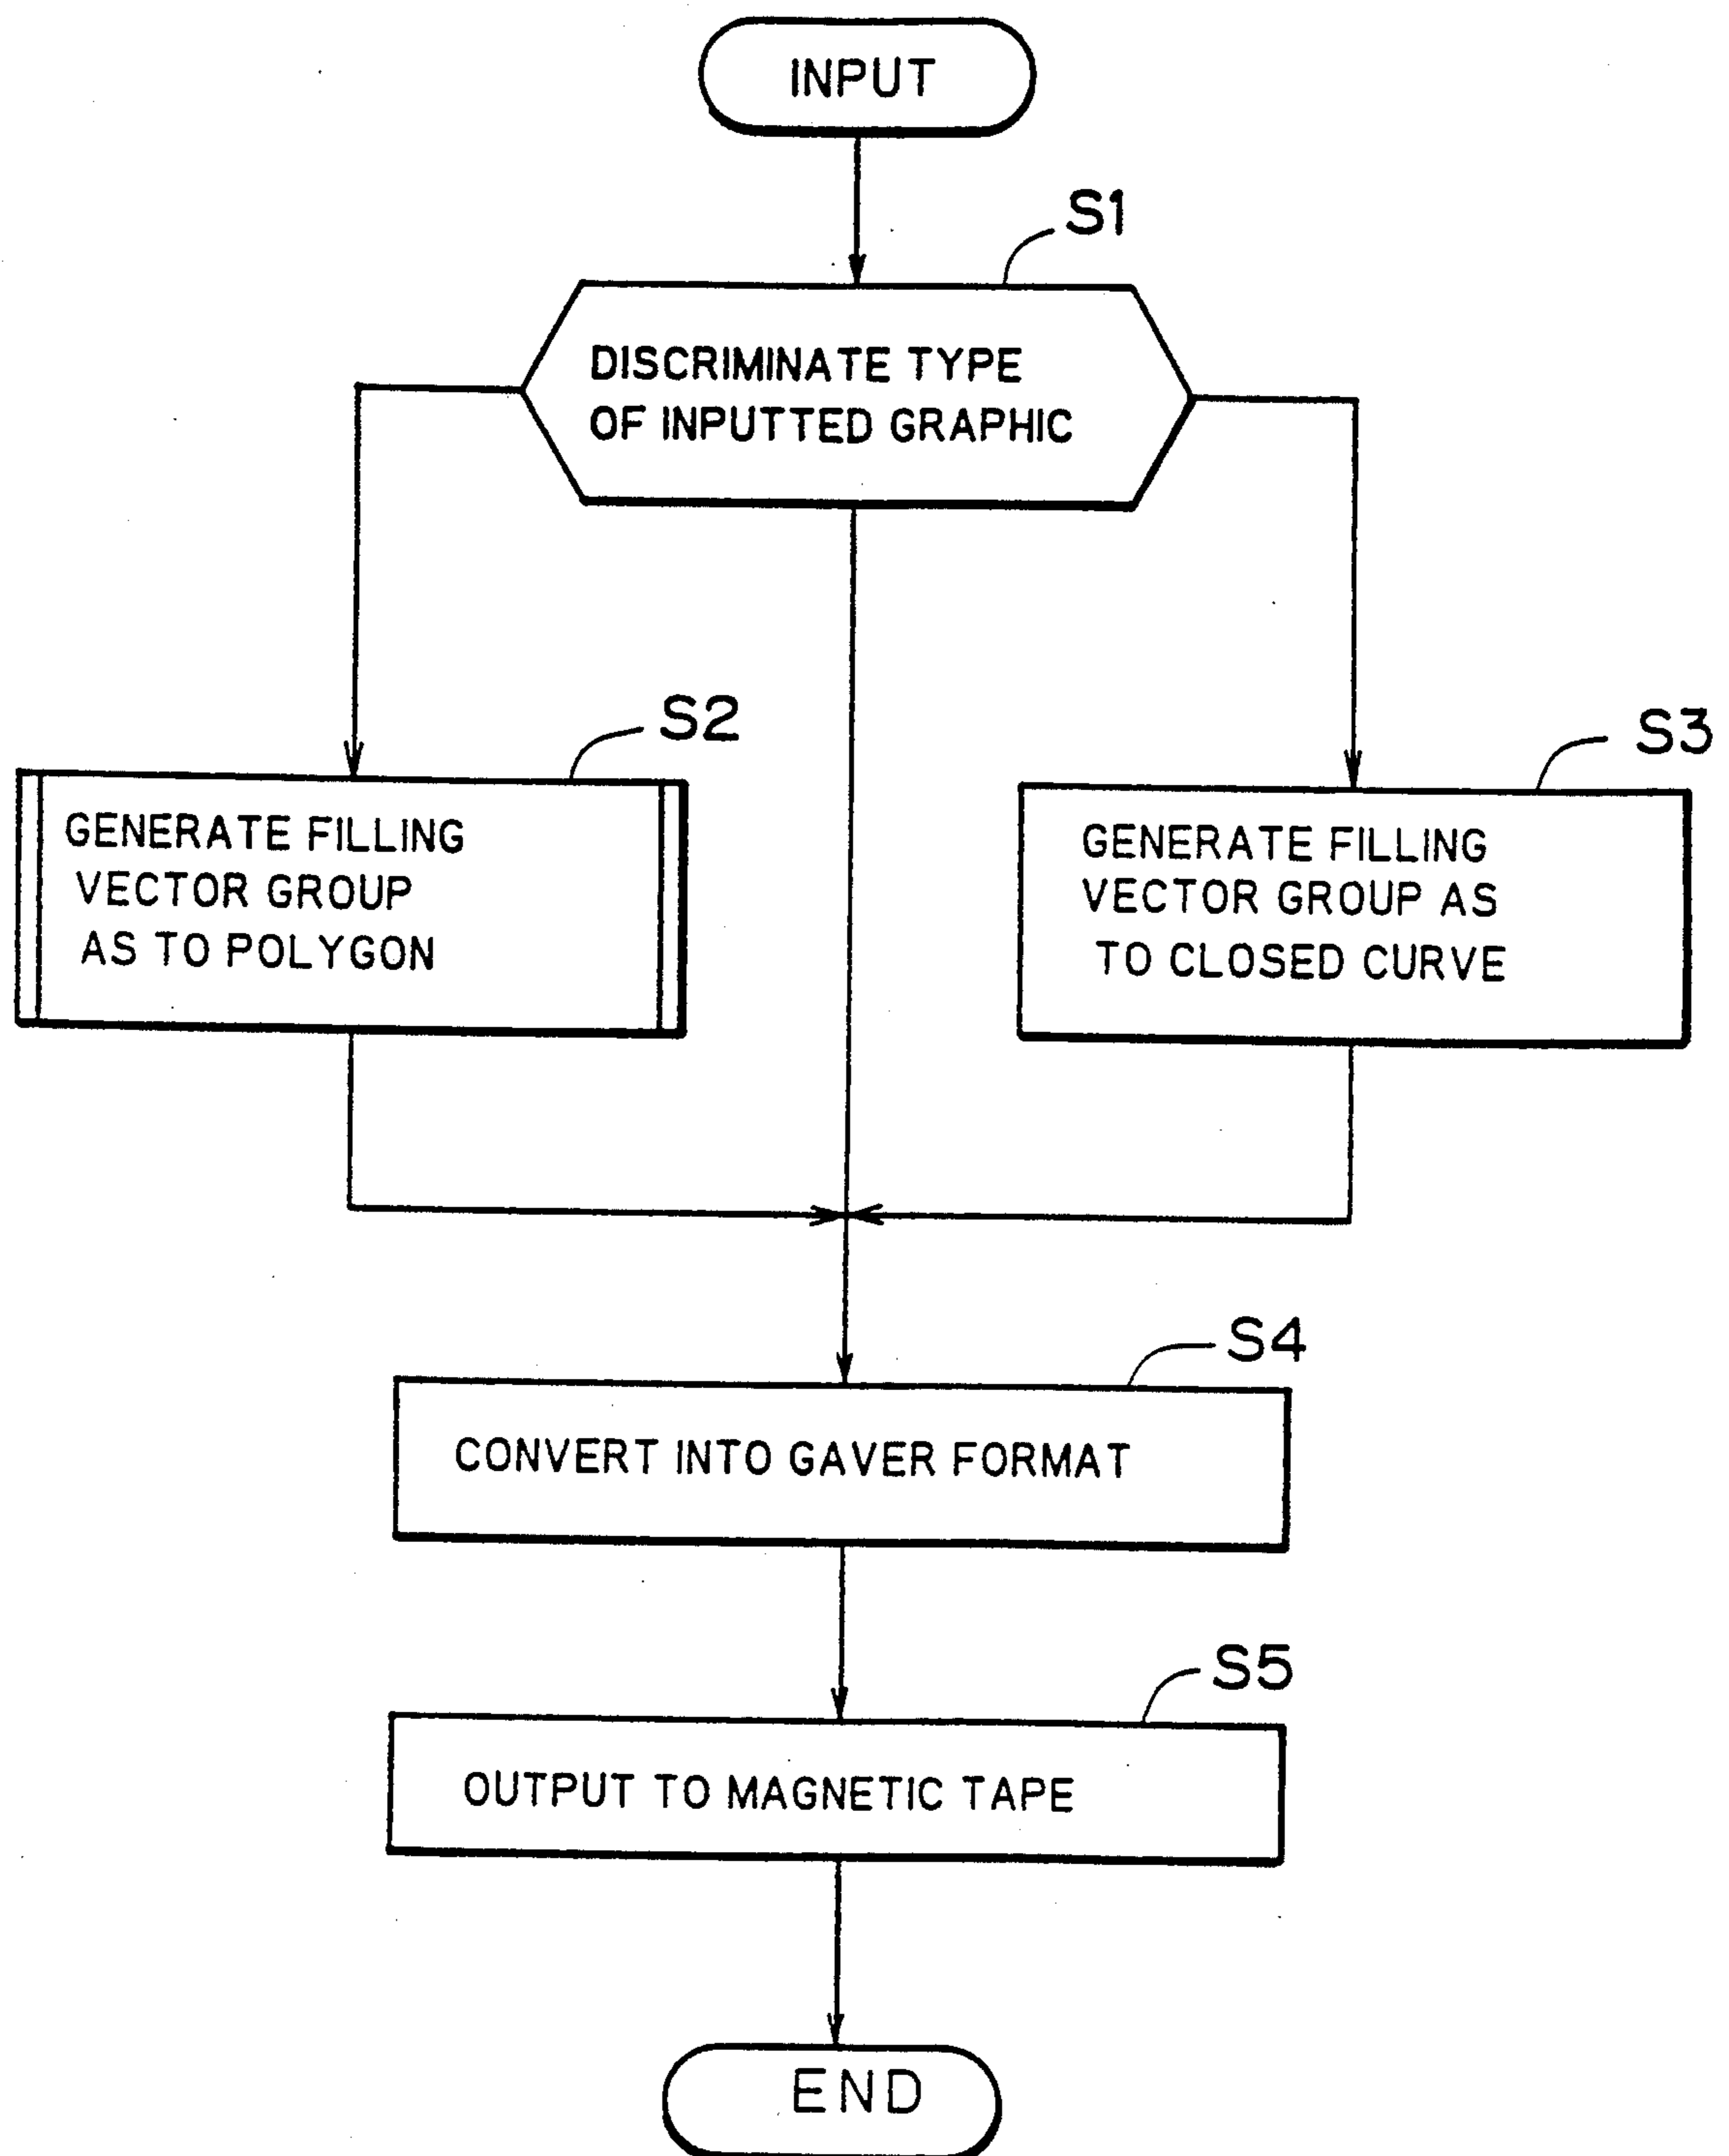 INPUT
S1
DISCRIMINATE TYPE
OF INPUTTED GRAPHIC
S2
GENERATE FILLING
VECTOR GROUP
AS TO POLYGON
S3
GENERATE FILLING
VECTOR GROUP AS
TO CLOSED CURVE
S4
CONVERT INTO GAVER FORMAT
S5
OUTPUT TO MAGNETIC TAPE
END